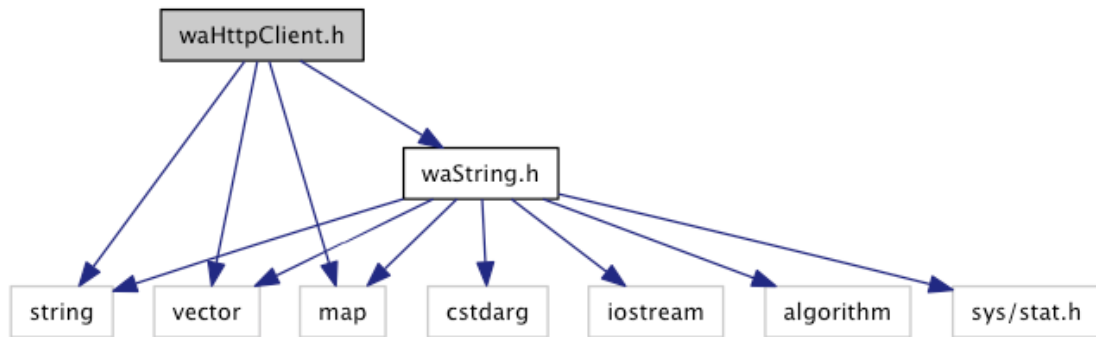 waHttpClient.h
waString.h
string
vector
map
cstdarg
iostream
algorithm
sys/stat.h